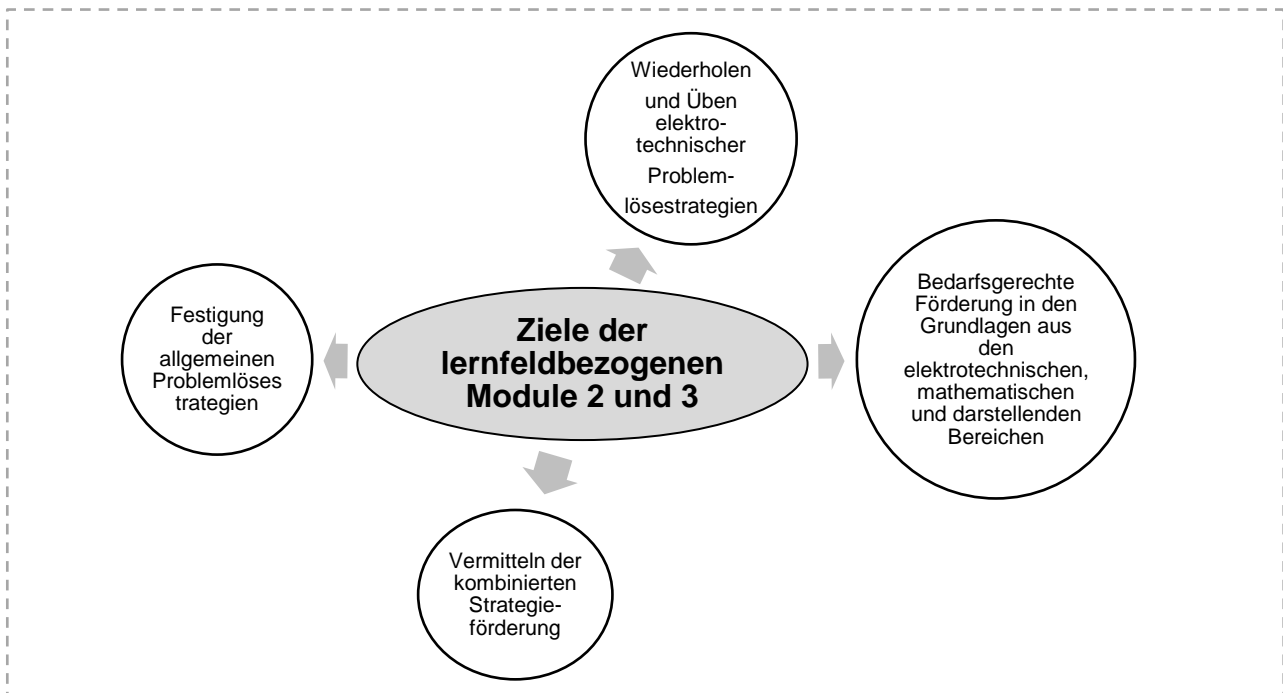 Wiederholen
und Üben
elektro-
technischer
Problem-
lösestrategien
Bedarfsgerechte
Förderung in den
Grundlagen aus
den
elektrotechnischen,
mathematischen
und darstellenden
Bereichen
Festigung
der
allgemeinen
Problemlöses
trategien
Ziele der
lernfeldbezogenen
Module 2 und 3
Vermitteln der
kombinierten
Strategie-
förderung